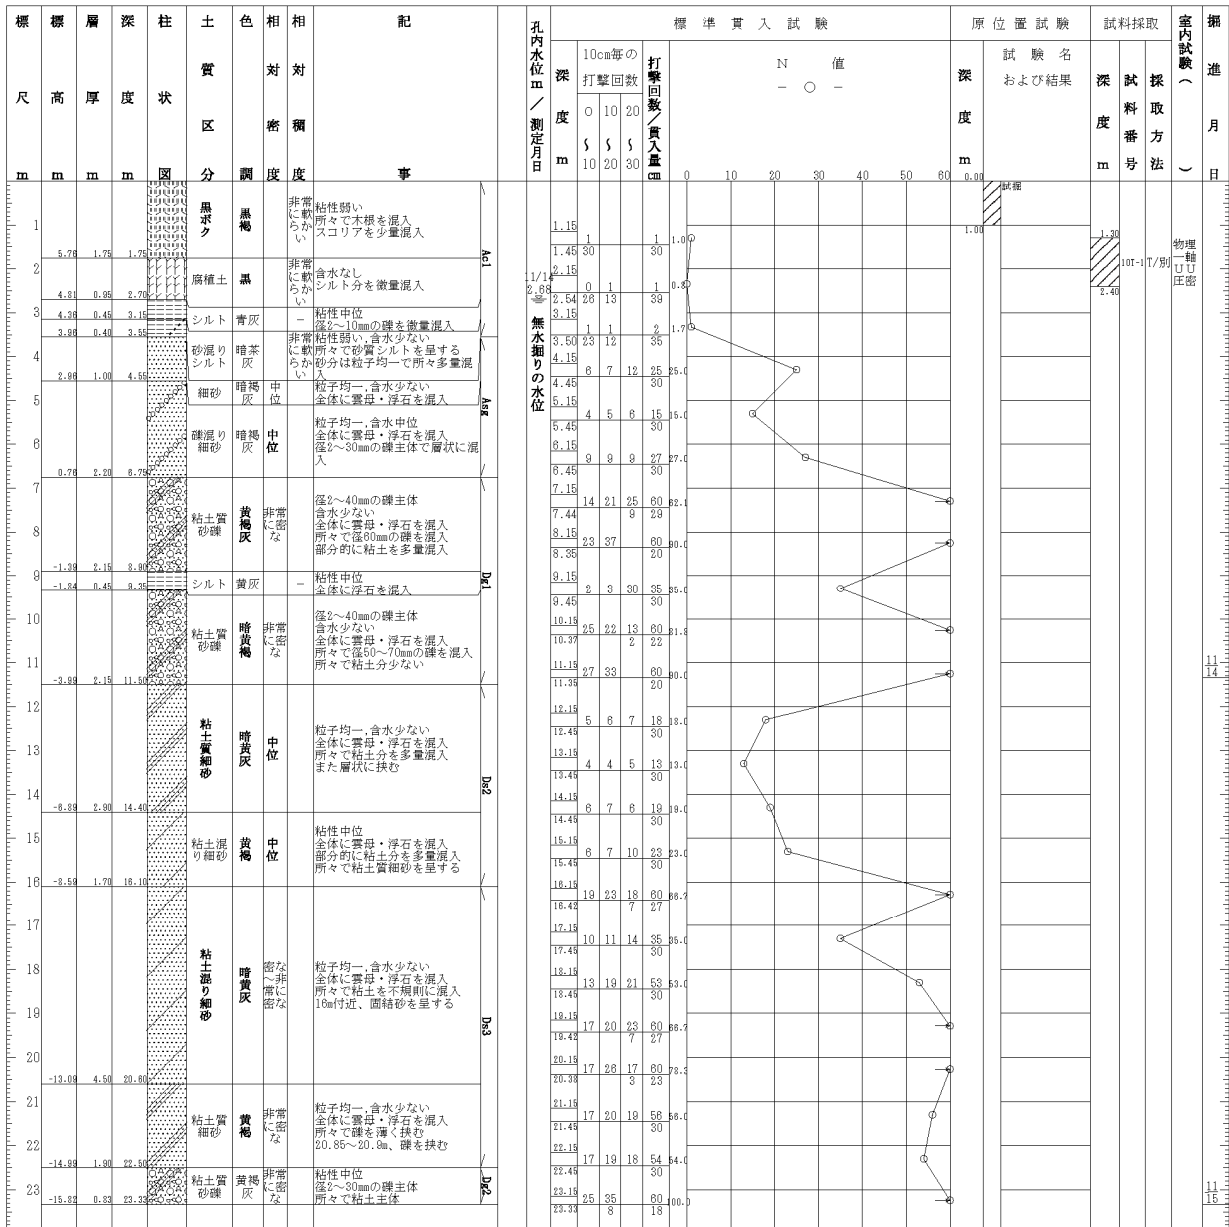 標尺 m
標高 m
層厚 m
深度 m
柱状図
土質区分
色調
相対密度
相対稠度
記事
孔内水位m／測定月日
標準貫入試験
深度 m
10cm毎の打撃回数
0〜10
10〜20
20〜30
打撃回数／貫入量 cm
N 値
- ○ -
0 10 20 30 40 50 60
原位置試験
深度 m
試験名および結果
試料採取
深度 m
試料番号
採取方法
室内試験（ ）
掘進月日
0.00
試掘
1.00
1.30
2.40
10T-1
T/別
物理
一軸
UU
圧密
5.76 1.75 1.75
黒ボク
黒褐
非常に軟らかい
粘性弱い
所々で木根を混入
スコリアを少量混入
Ac1
4.81 0.95 2.70
腐植土
黒
非常に軟らかい
含水なし
シルト分を微量混入
11/14
2.68
無水掘りの水位
4.36 0.45 3.15
シルト
青灰
－
粘性中位
径2〜10mmの礫を微量混入
3.96 0.40 3.55
砂混りシルト
暗茶灰
非常に軟らかい
粘性弱い,含水少ない
所々で砂質シルトを呈する
砂分は粒子均一で所々多量混
入
2.96 1.00 4.55
細砂
暗褐灰
中位
粒子均一,含水少ない
全体に雲母・浮石を混入
Asg
0.76 2.20 6.75
礫混り細砂
暗褐灰
中位
粒子均一,含水中位
全体に雲母・浮石を混入
径2〜30mmの礫主体で層状に混
入
-1.39 2.15 8.90
粘土質砂礫
黄褐灰
非常に密な
径2〜40mmの礫主体
含水少ない
全体に雲母・浮石を混入
所々で径60mmの礫を混入
部分的に粘土を多量混入
-1.84 0.45 9.35
シルト
黄灰
－
粘性中位
全体に浮石を混入
Dg1
-3.99 2.15 11.50
粘土質砂礫
暗黄褐
非常に密な
径2〜40mmの礫主体
含水少ない
全体に雲母・浮石を混入
所々で径50〜70mmの礫を混入
所々で粘土分少ない
-6.89 2.90 14.40
粘土質細砂
暗黄灰
中位
粒子均一,含水少ない
全体に雲母・浮石を混入
所々で粘土分を多量混入
また層状に挟む
Ds2
-8.59 1.70 16.10
粘土混り細砂
黄褐
中位
粘性中位
全体に雲母・浮石を混入
部分的に粘土分を多量混入
所々で粘土質細砂を呈する
-13.09 4.50 20.60
粘土混り細砂
暗黄灰
密な〜非常に密な
粒子均一,含水少ない
全体に雲母・浮石を混入
所々で粘土を不規則に混入
16m付近、固結砂を呈する
Ds3
-14.99 1.90 22.50
粘土質細砂
黄褐
非常に密な
粒子均一,含水少ない
全体に雲母・浮石を混入
所々で礫を薄く挟む
20.85〜20.9m、礫を挟む
-15.82 0.83 23.33
粘土質砂礫
黄褐灰
非常に密な
粘性中位
径2〜30mmの礫主体
所々で粘土主体
Dg2
1 2 3 4 5 6 7 8 9 10 11 12 13 14 15 16 17 18 19 20 21 22 23
1.15 1 1 1.0
1.45 30 30
2.15 0 1 1 0.8
2.54 26 13 39
3.15 1 1 2 1.7
3.50 23 12 35
4.15 6 7 12 25 25.0
4.45 30
5.15 4 5 6 15 15.0
5.45 30
6.15 9 9 9 27 27.0
6.45 30
7.15 14 21 25 60 62.1
7.44 9 29
8.15 23 37 60 90.0
8.35 20
9.15 2 3 30 35 35.0
9.45 30
10.15 25 22 13 60 81.8
10.37 2 22
11.15 27 33 60 90.0
11.35 20
12.15 5 6 7 18 18.0
12.45 30
13.15 4 4 5 13 13.0
13.45 30
14.15 6 7 6 19 19.0
14.45 30
15.15 6 7 10 23 23.0
15.45 30
16.15 19 23 18 60 66.7
16.42 7 27
17.15 10 11 14 35 35.0
17.45 30
18.15 13 19 21 53 53.0
18.45 30
19.15 17 20 23 60 66.7
19.42 7 27
20.15 17 26 17 60 78.3
20.38 3 23
21.15 17 20 19 56 56.0
21.45 30
22.15 17 19 18 54 54.0
22.45 30
23.15 25 35 60 100.0
23.33 8 18
11
14
11
15